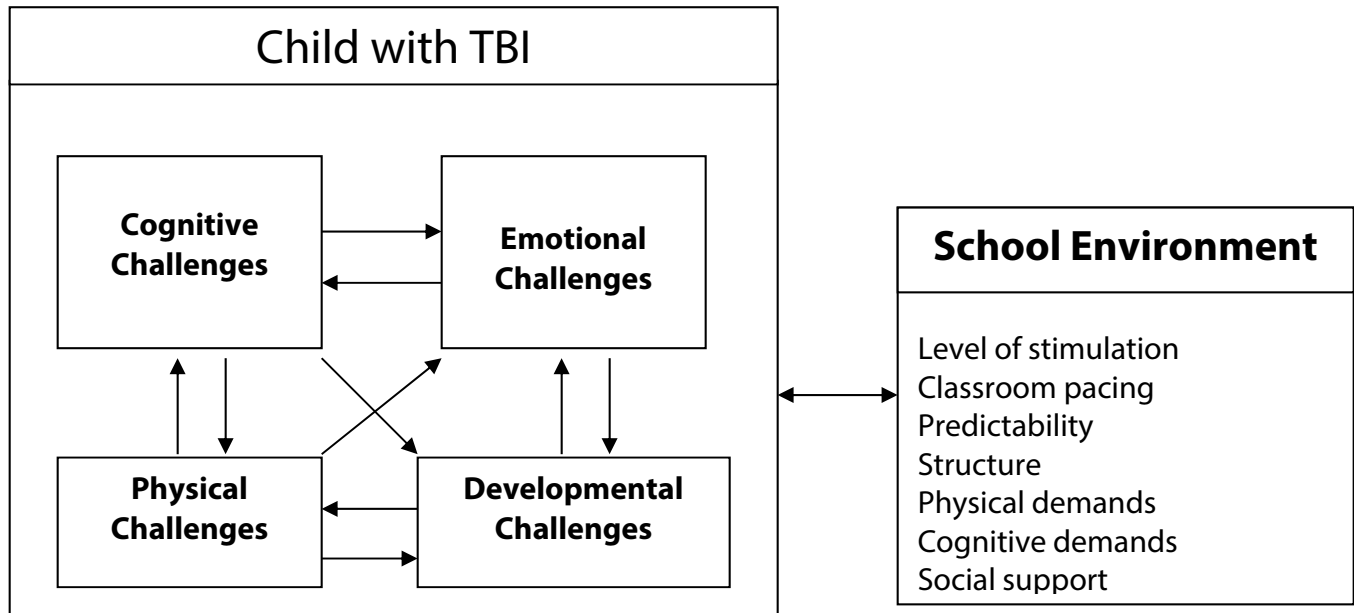 Child with TBI
Cognitive
Challenges
Emotional
Challenges
Physical
Challenges
Developmental
Challenges
School Environment
Level of stimulation
Classroom pacing
Predictability
Structure
Physical demands
Cognitive demands
Social support